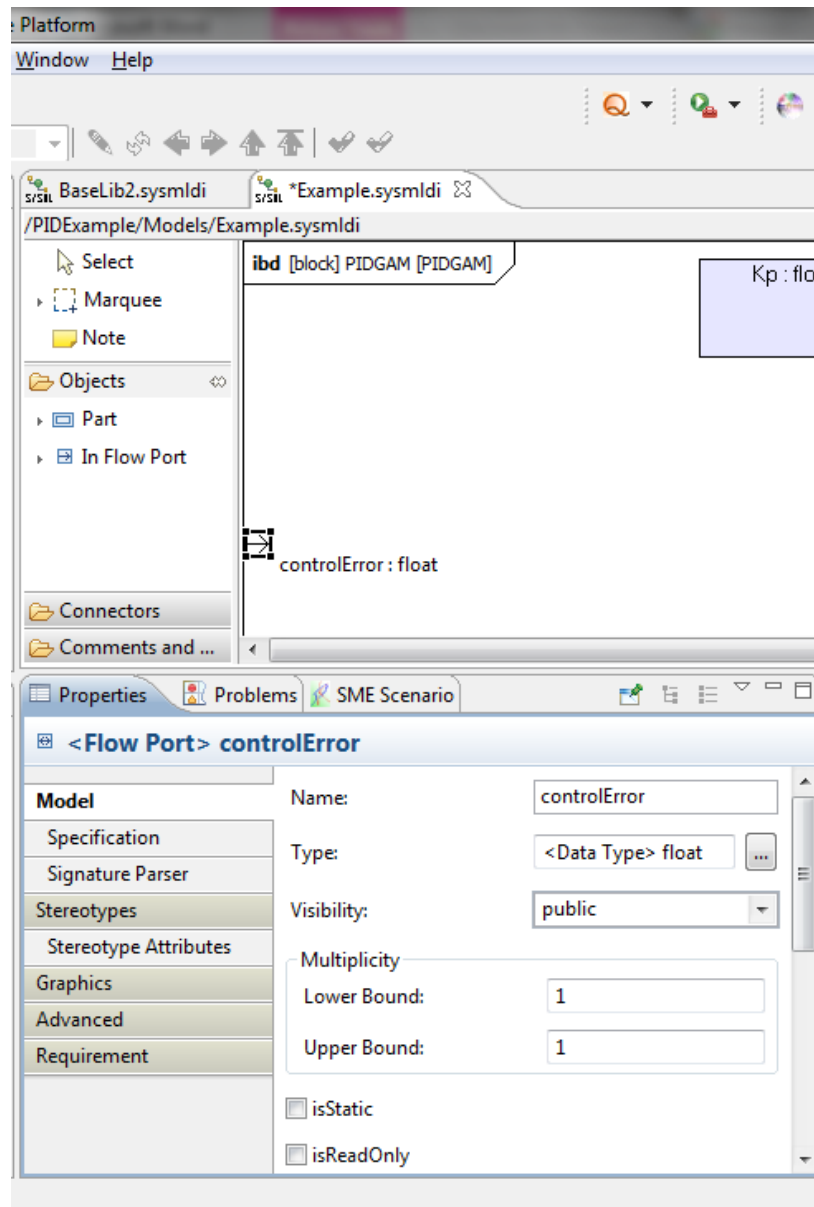 Platform
Window Help
BaseLib2.sysmldi *Example.sysmldi
/PIDExample/Models/Example.sysmldi
Select
Marquee
Note
Objects
Part
In Flow Port
Connectors
Comments and ...
ibd [block] PIDGAM [PIDGAM]
Kp : flo
controlError : float
Properties Problems SME Scenario
<Flow Port> controlError
Model
Specification
Signature Parser
Stereotypes
Stereotype Attributes
Graphics
Advanced
Requirement
Name: controlError
Type: <Data Type> float ...
Visibility: public
Multiplicity
Lower Bound: 1
Upper Bound: 1
isStatic
isReadOnly